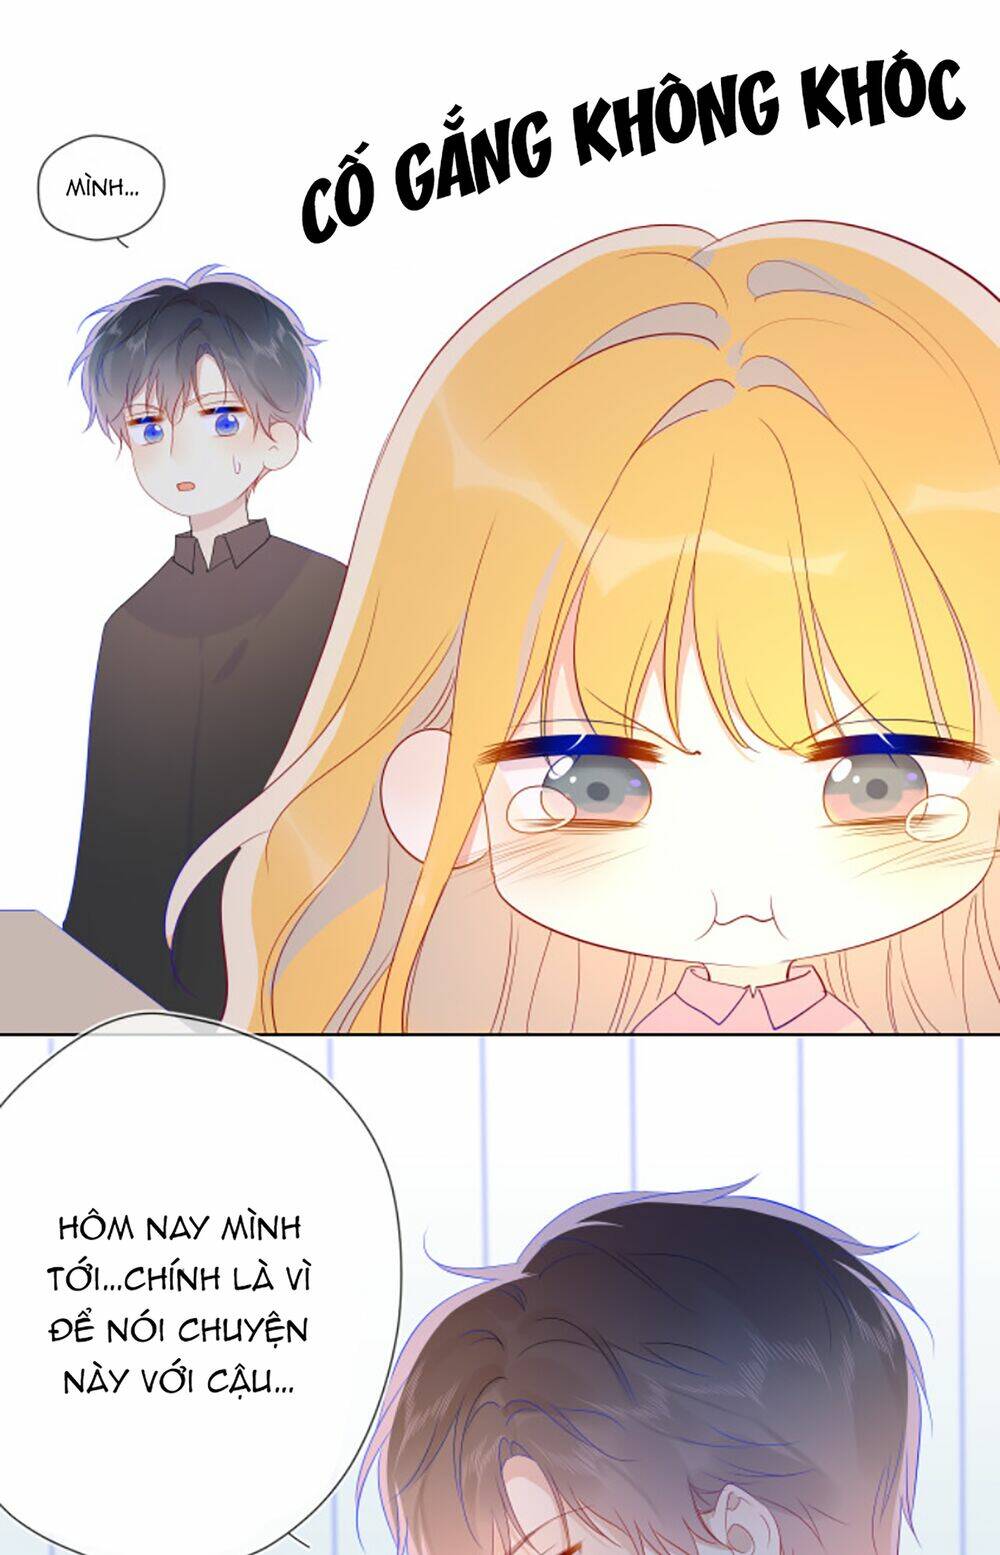 CỐ GẮNG KHÔNG KHÓC
MÌNH...
HÔM NAY MÌNH
TỚI...CHÍNH LÀ VÌ
ĐỂ NÓI CHUYỆN
NÀY VỚI CẬU...